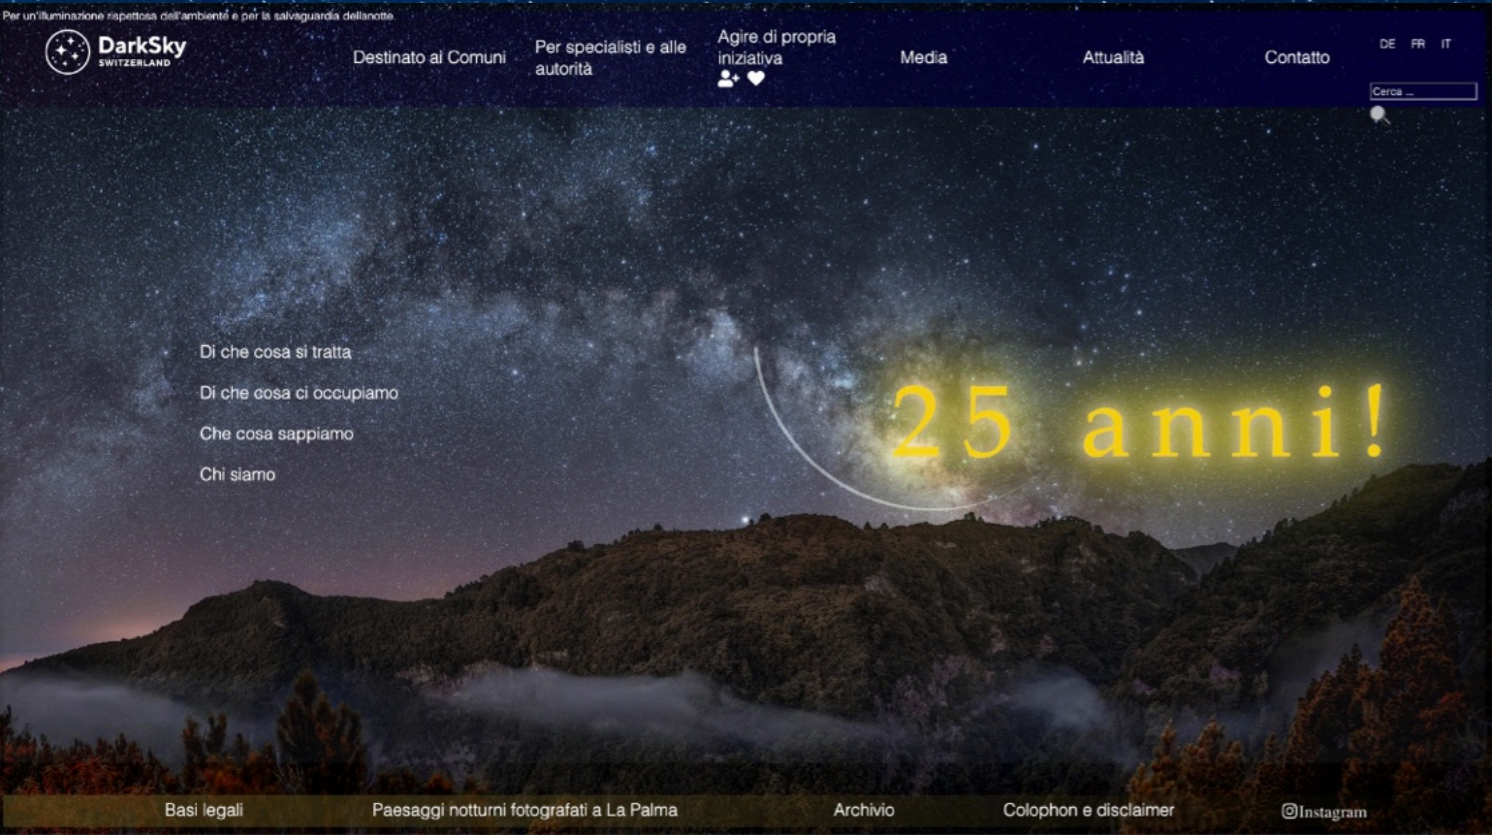 Per un'illuminazione rispettosa dell'ambiente e per la salvaguardia dellanotte.
DarkSky
SWITZERLAND
Destinato ai Comuni
Per specialisti e alle
autorità
Agire di propria
iniziativa
Media
Attualità
Contatto
DE FR IT
Cerca ...
Di che cosa si tratta
Di che cosa ci occupiamo
Che cosa sappiamo
Chi siamo
25 anni!
Basi legali
Paesaggi notturni fotografati a La Palma
Archivio
Colophon e disclaimer
Instagram